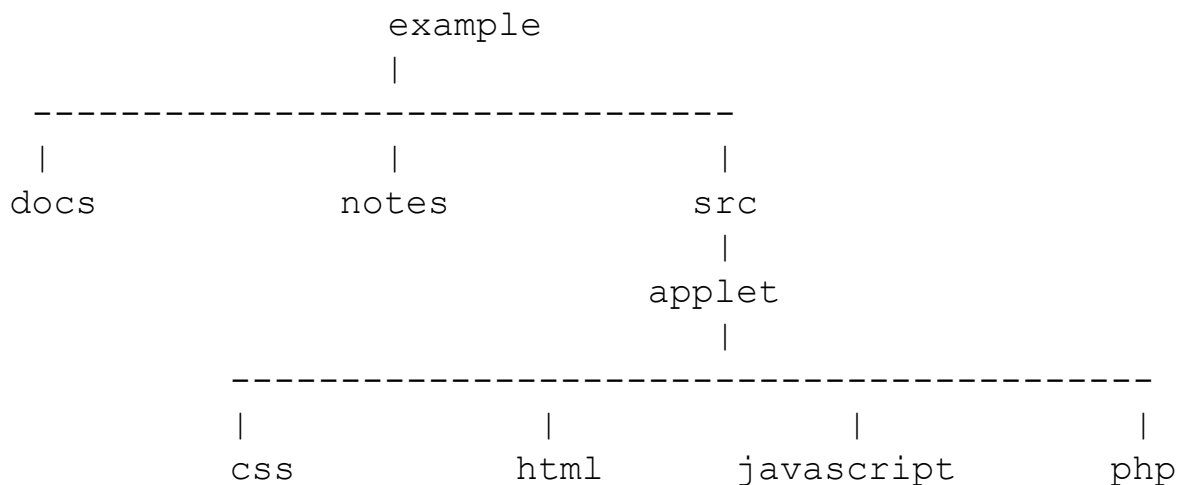 example
|
--------------------------------
| | |
docs notes src
|
applet
|
------------------------------------------
| | | |
css html javascript php